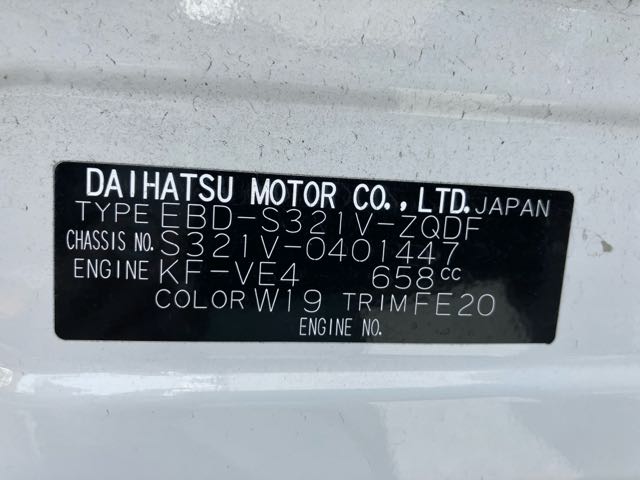 DAIHATSU MOTOR CO.,LTD. JAPAN
TYPE EBD-S321V-ZQDF
CHASSIS NO. S321V-0401447
ENGINE KF-VE4 658cc
COLOR W19 TRIM FE20
ENGINE NO.